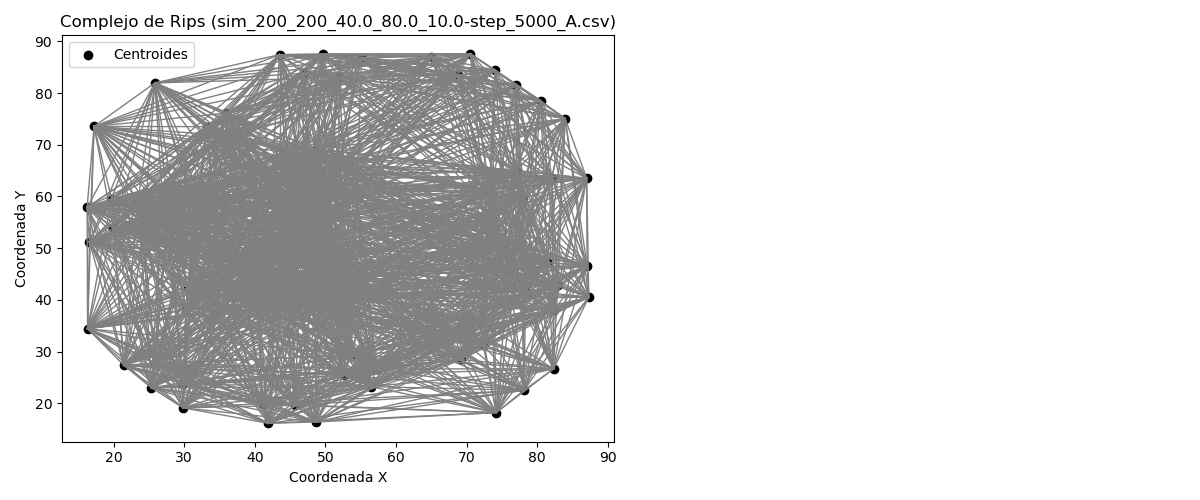 Complejo de Rips (sim_200_200_40.0_80.0_10.0-step_5000_A.csv)
Centroides
90
80
70
60
50
40
30
20
Coordenada Y
20 30 40 50 60 70 80 90
Coordenada X